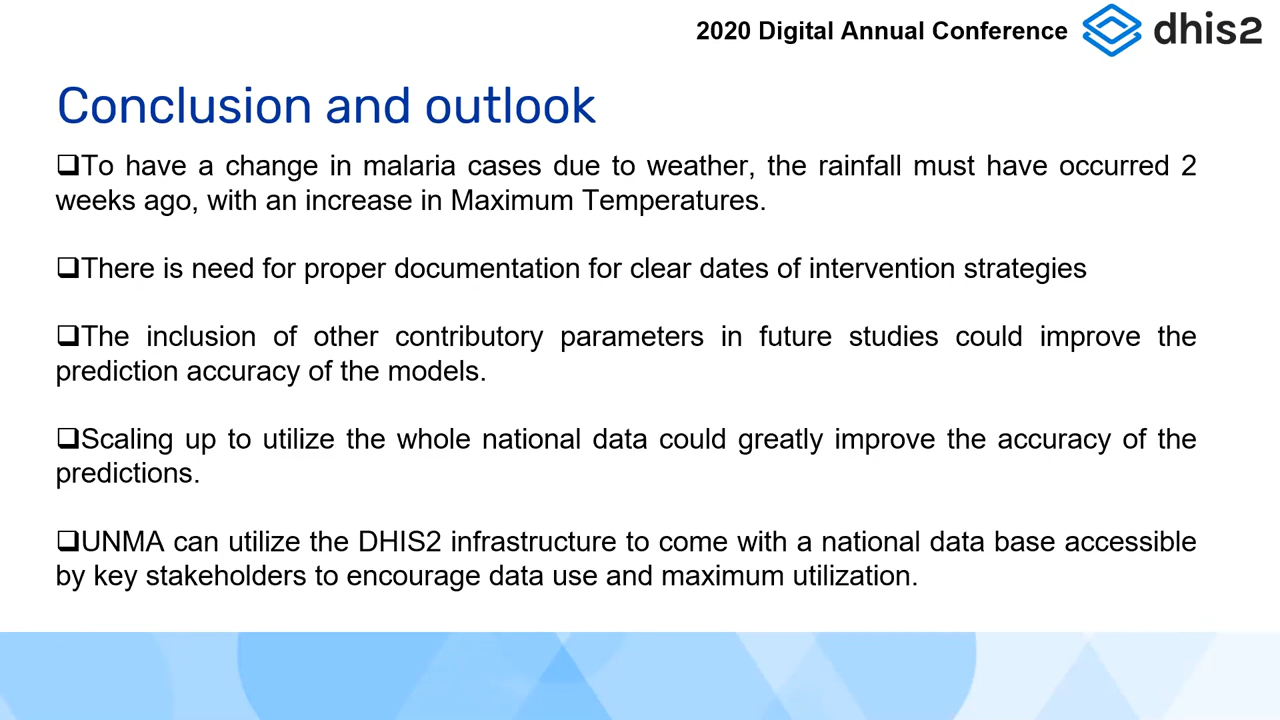 2020 Digital Annual Conference
dhis2
Conclusion and outlook
❑To have a change in malaria cases due to weather, the rainfall must have occurred 2
weeks ago, with an increase in Maximum Temperatures.
❑There is need for proper documentation for clear dates of intervention strategies
❑The inclusion of other contributory parameters in future studies could improve the
prediction accuracy of the models.
❑Scaling up to utilize the whole national data could greatly improve the accuracy of the
predictions.
❑UNMA can utilize the DHIS2 infrastructure to come with a national data base accessible
by key stakeholders to encourage data use and maximum utilization.